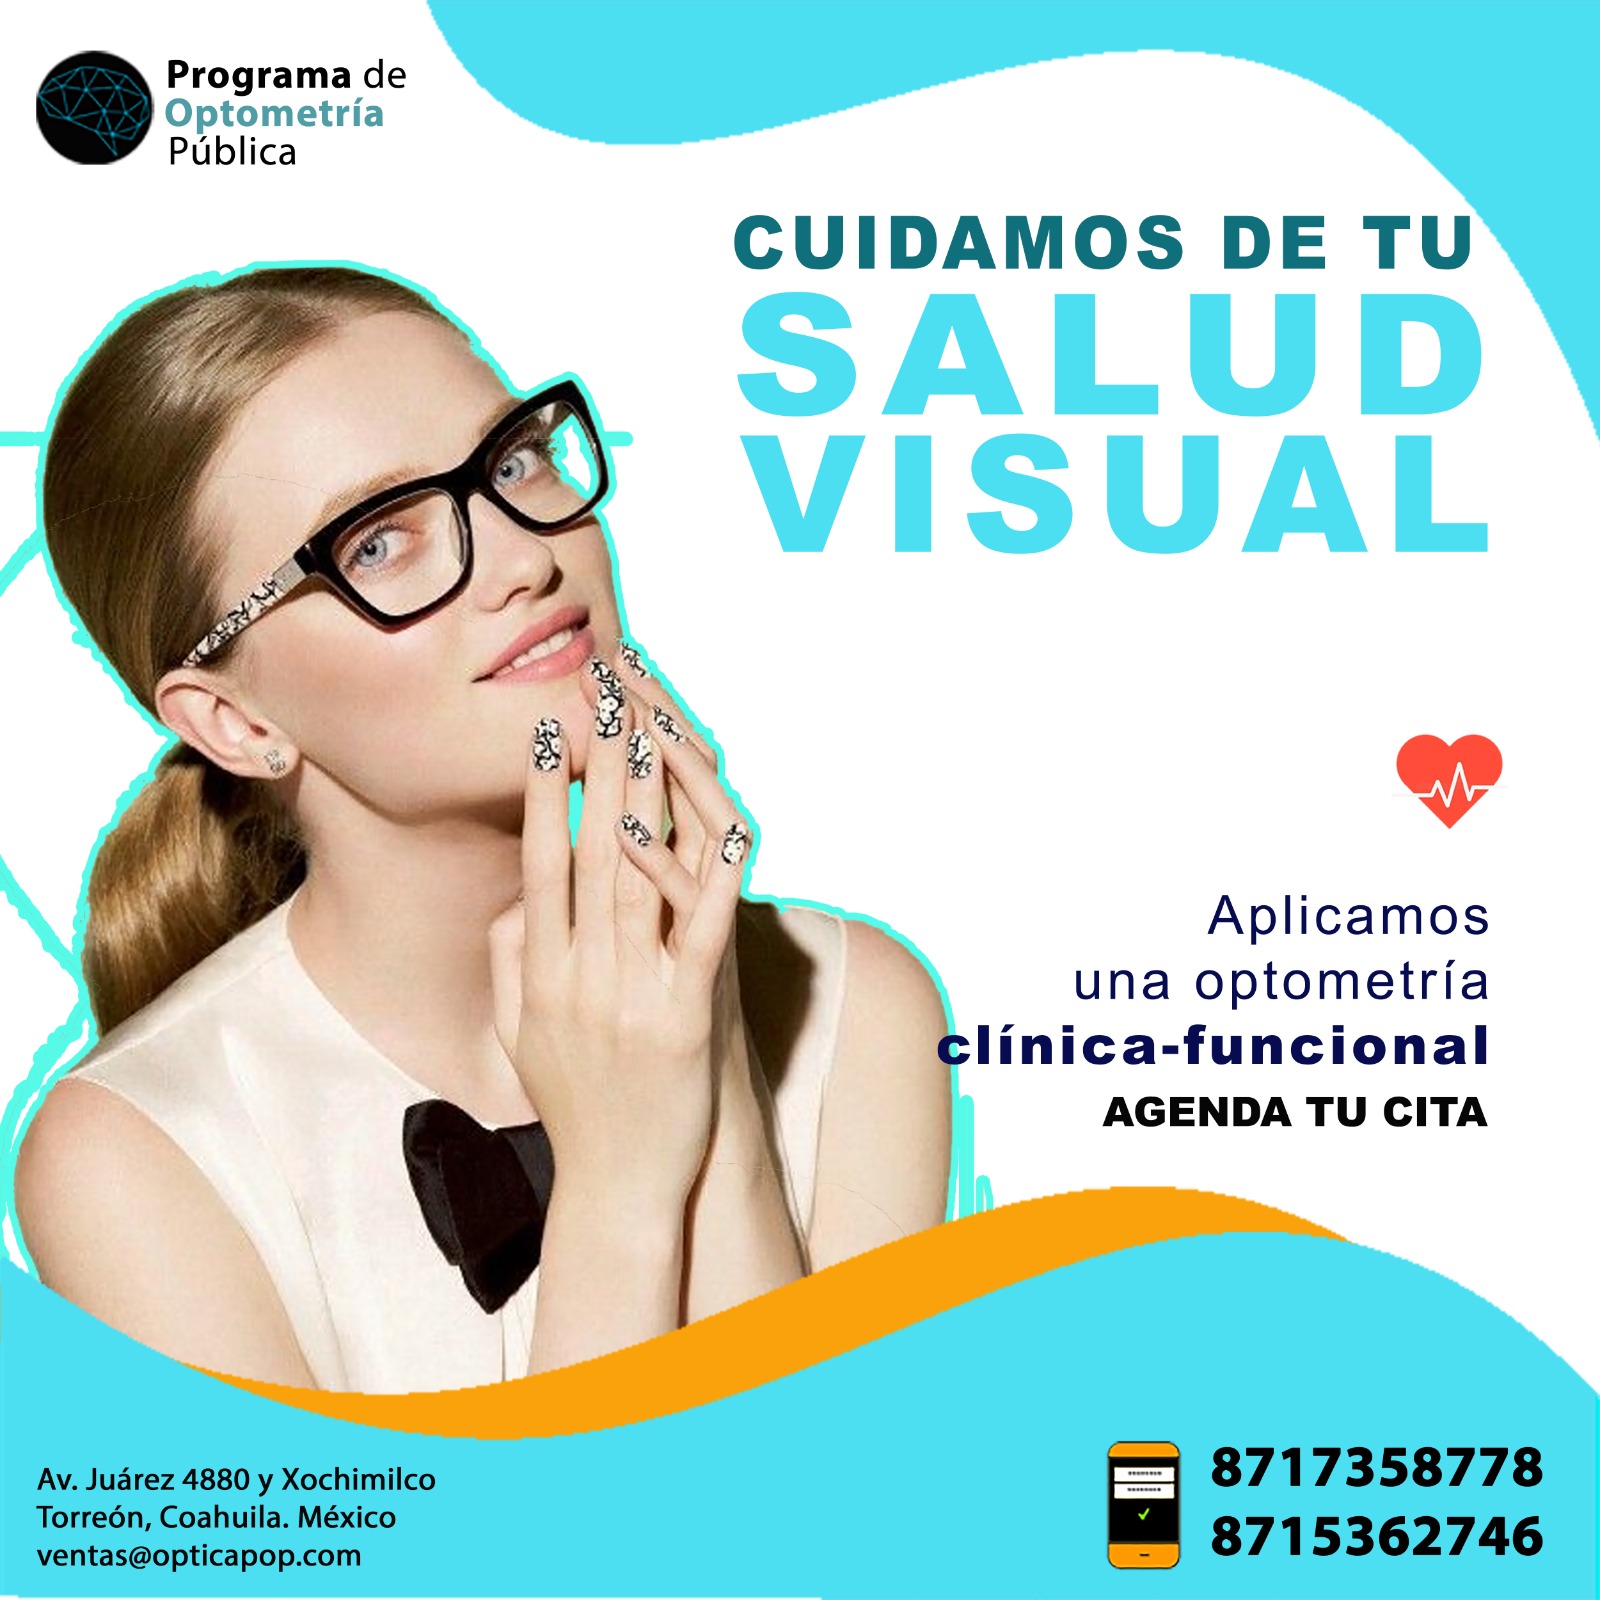 Programa de
Optometría
Pública
CUIDAMOS DE TU
SALUD
VISUAL
Aplicamos
una optometría
clínica-funcional
AGENDA TU CITA
Av. Juárez 4880 y Xochimilco
Torreón, Coahuila. México
ventas@opticapop.com
8717358778
8715362746